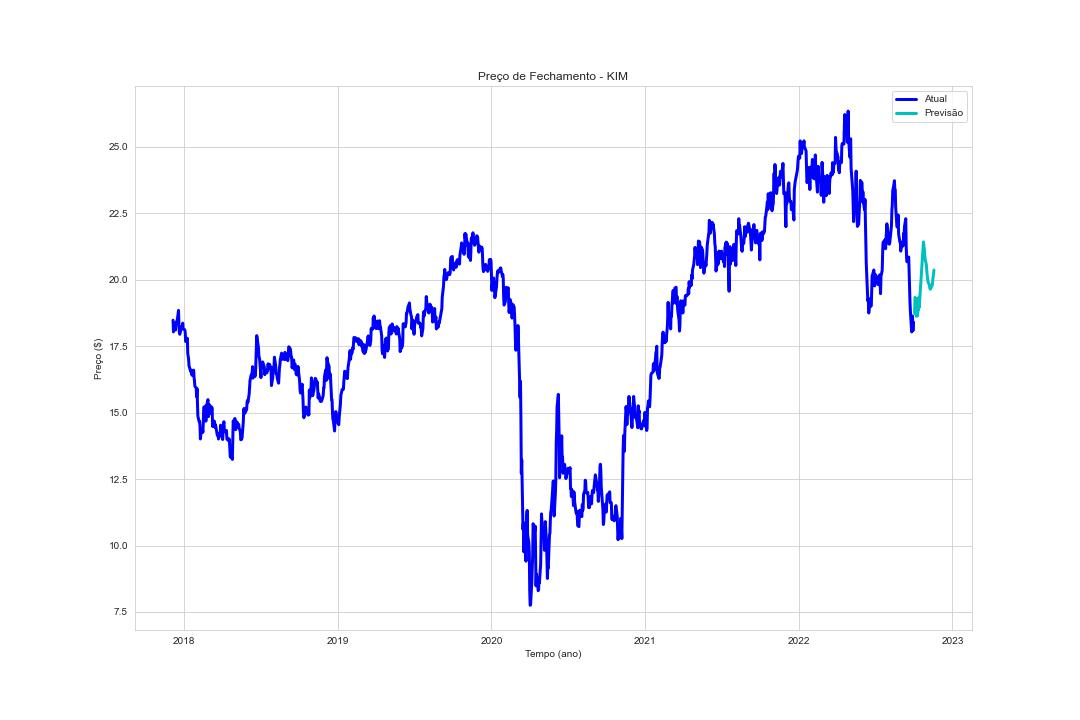 Preço de Fechamento - KIM
Atual
Previsão
Preço ($)
25.0
22.5
20.0
17.5
15.0
12.5
10.0
7.5
2018
2019
2020
2021
2022
2023
Tempo (ano)